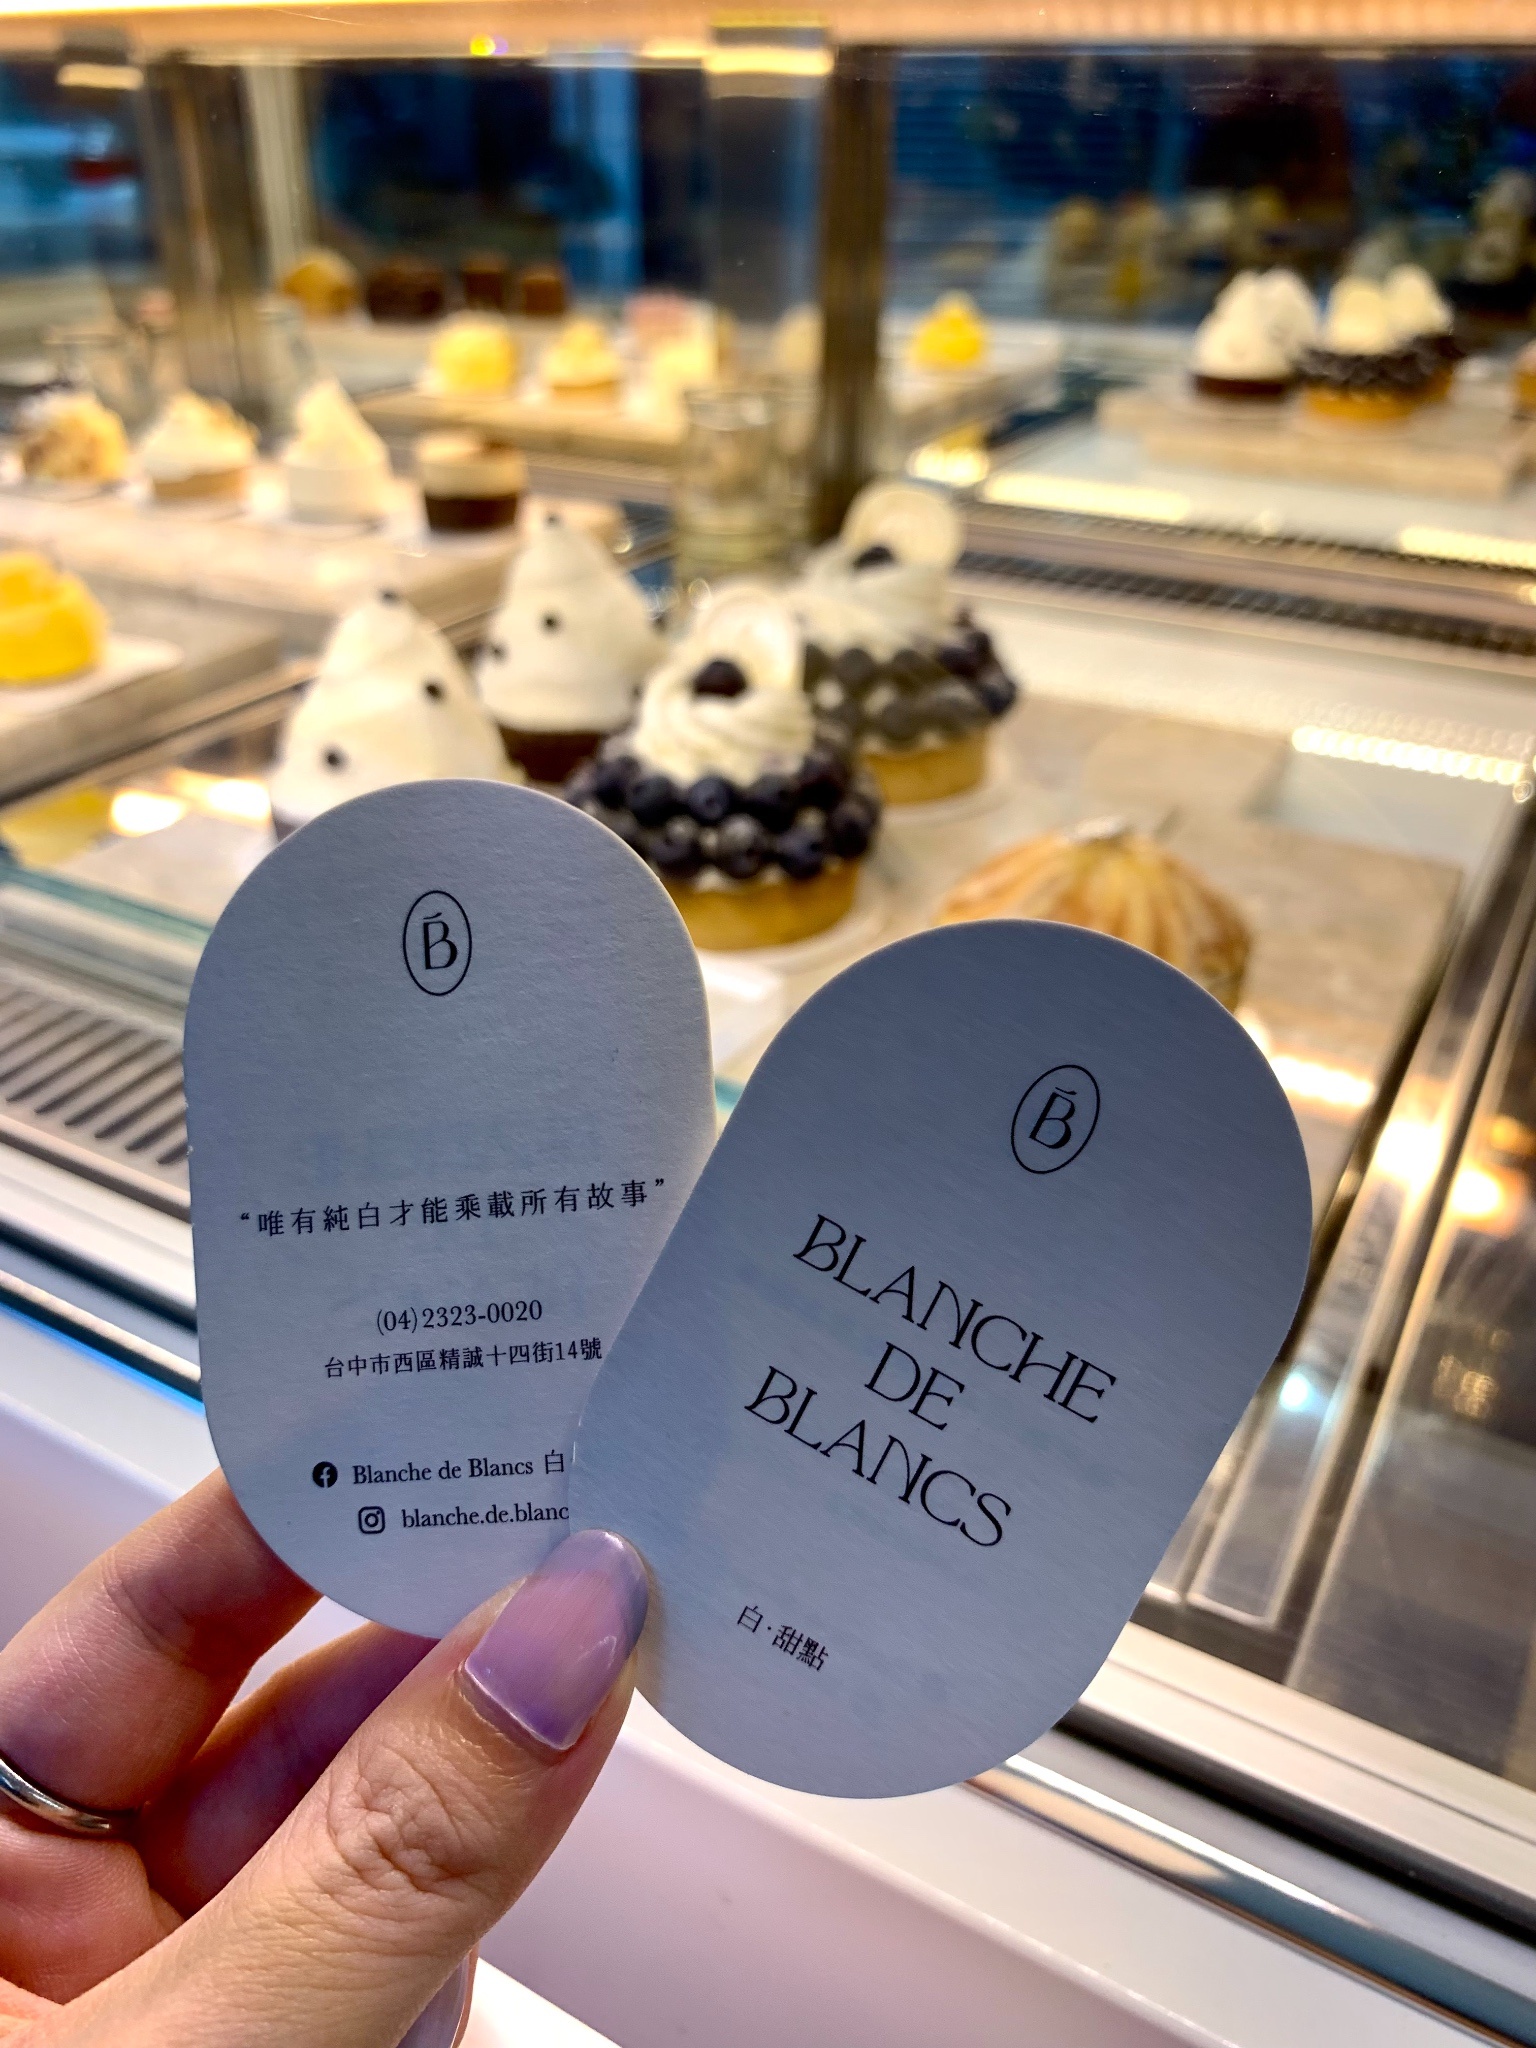 B
“唯有純白才能乘載所有故事”
(04)2323-0020
台中市西區精誠十四街14號
Blanche de Blancs 白
blanche.de.blanc
B
BLANCHE
DE
BLANCS
白·甜點